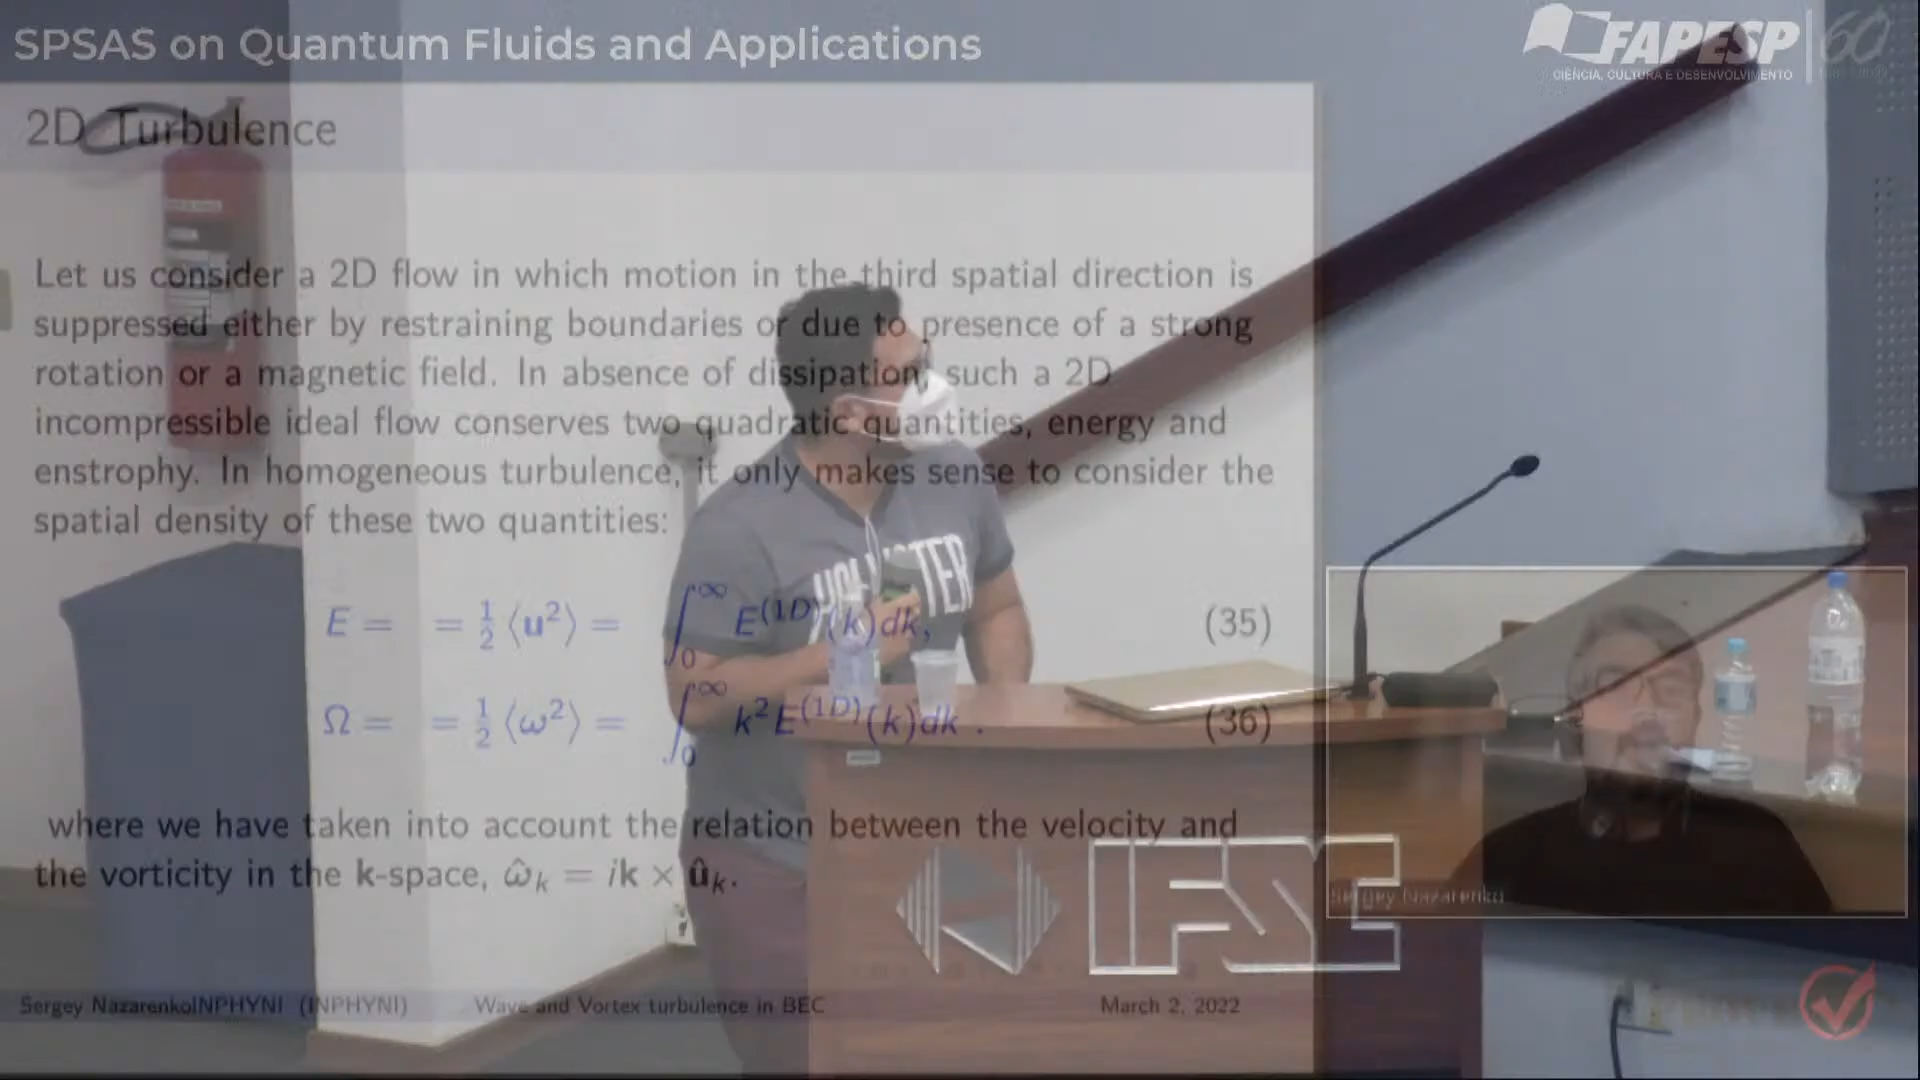 SPSAS on Quantum Fluids and Applications
FAPESP 60
CIÊNCIA, CULTURA E DESENVOLVIMENTO
2D Turbulence
Let us consider a 2D flow in which motion in the third spatial direction is
suppressed either by restraining boundaries or due to presence of a strong
rotation or a magnetic field. In absence of dissipation, such a 2D
incompressible ideal flow conserves two quadratic quantities, energy and
enstrophy. In homogeneous turbulence, it only makes sense to consider the
spatial density of these two quantities:
E = = ½ ⟨u²⟩ = ∫₀^∞ E^(1D)(k)dk, (35)
Ω = = ½ ⟨ω²⟩ = ∫₀^∞ k²E^(1D)(k)dk . (36)
where we have taken into account the relation between the velocity and
the vorticity in the k-space, ω̂ₖ = ik × ûₖ.
IFSC
Sergey Nazarenko
Sergey NazarenkoINPHYNI (INPHYNI) Wave and Vortex turbulence in BEC March 2, 2022